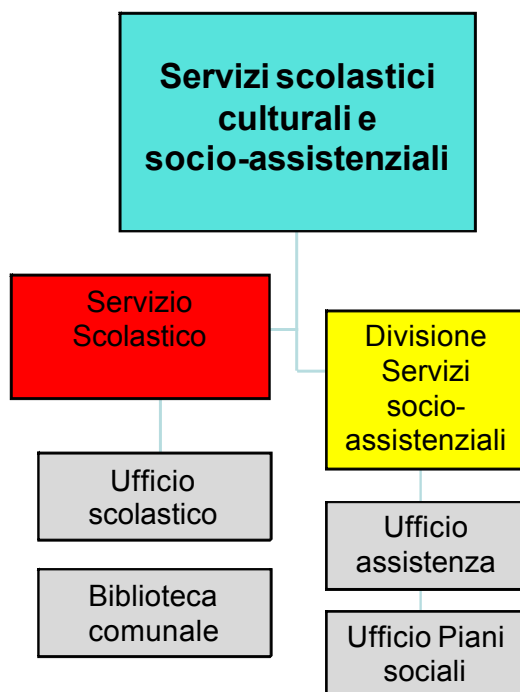 Servizi scolastici
culturali e
socio-assistenziali
Servizio
Scolastico
Divisione
Servizi
socio-
assistenziali
Ufficio
scolastico
Ufficio
assistenza
Biblioteca
comunale
Ufficio Piani
sociali